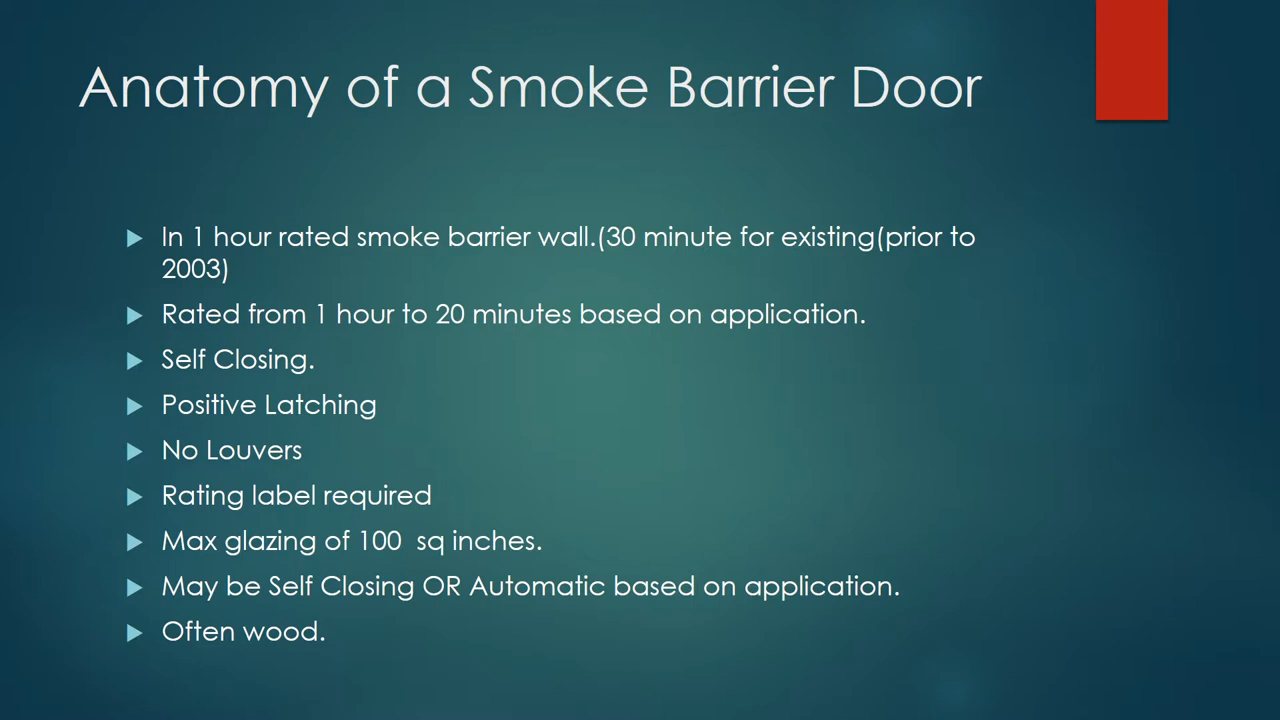 Anatomy of a Smoke Barrier Door
In 1 hour rated smoke barrier wall.(30 minute for existing(prior to
2003)
Rated from 1 hour to 20 minutes based on application.
Self Closing.
Positive Latching
No Louvers
Rating label required
Max glazing of 100  sq inches.
May be Self Closing OR Automatic based on application.
Often wood.